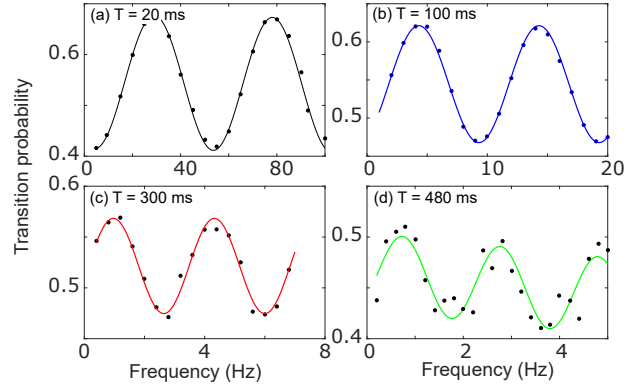 Transition probability
(a) T = 20 ms
0.6
0.4
0 40 80
(b) T = 100 ms
0.6
0.5
0 10 20
(c) T = 300 ms
0.6
0.5
0 4 8
Frequency (Hz)
(d) T = 480 ms
0.5
0.4
0 2 4
Frequency (Hz)